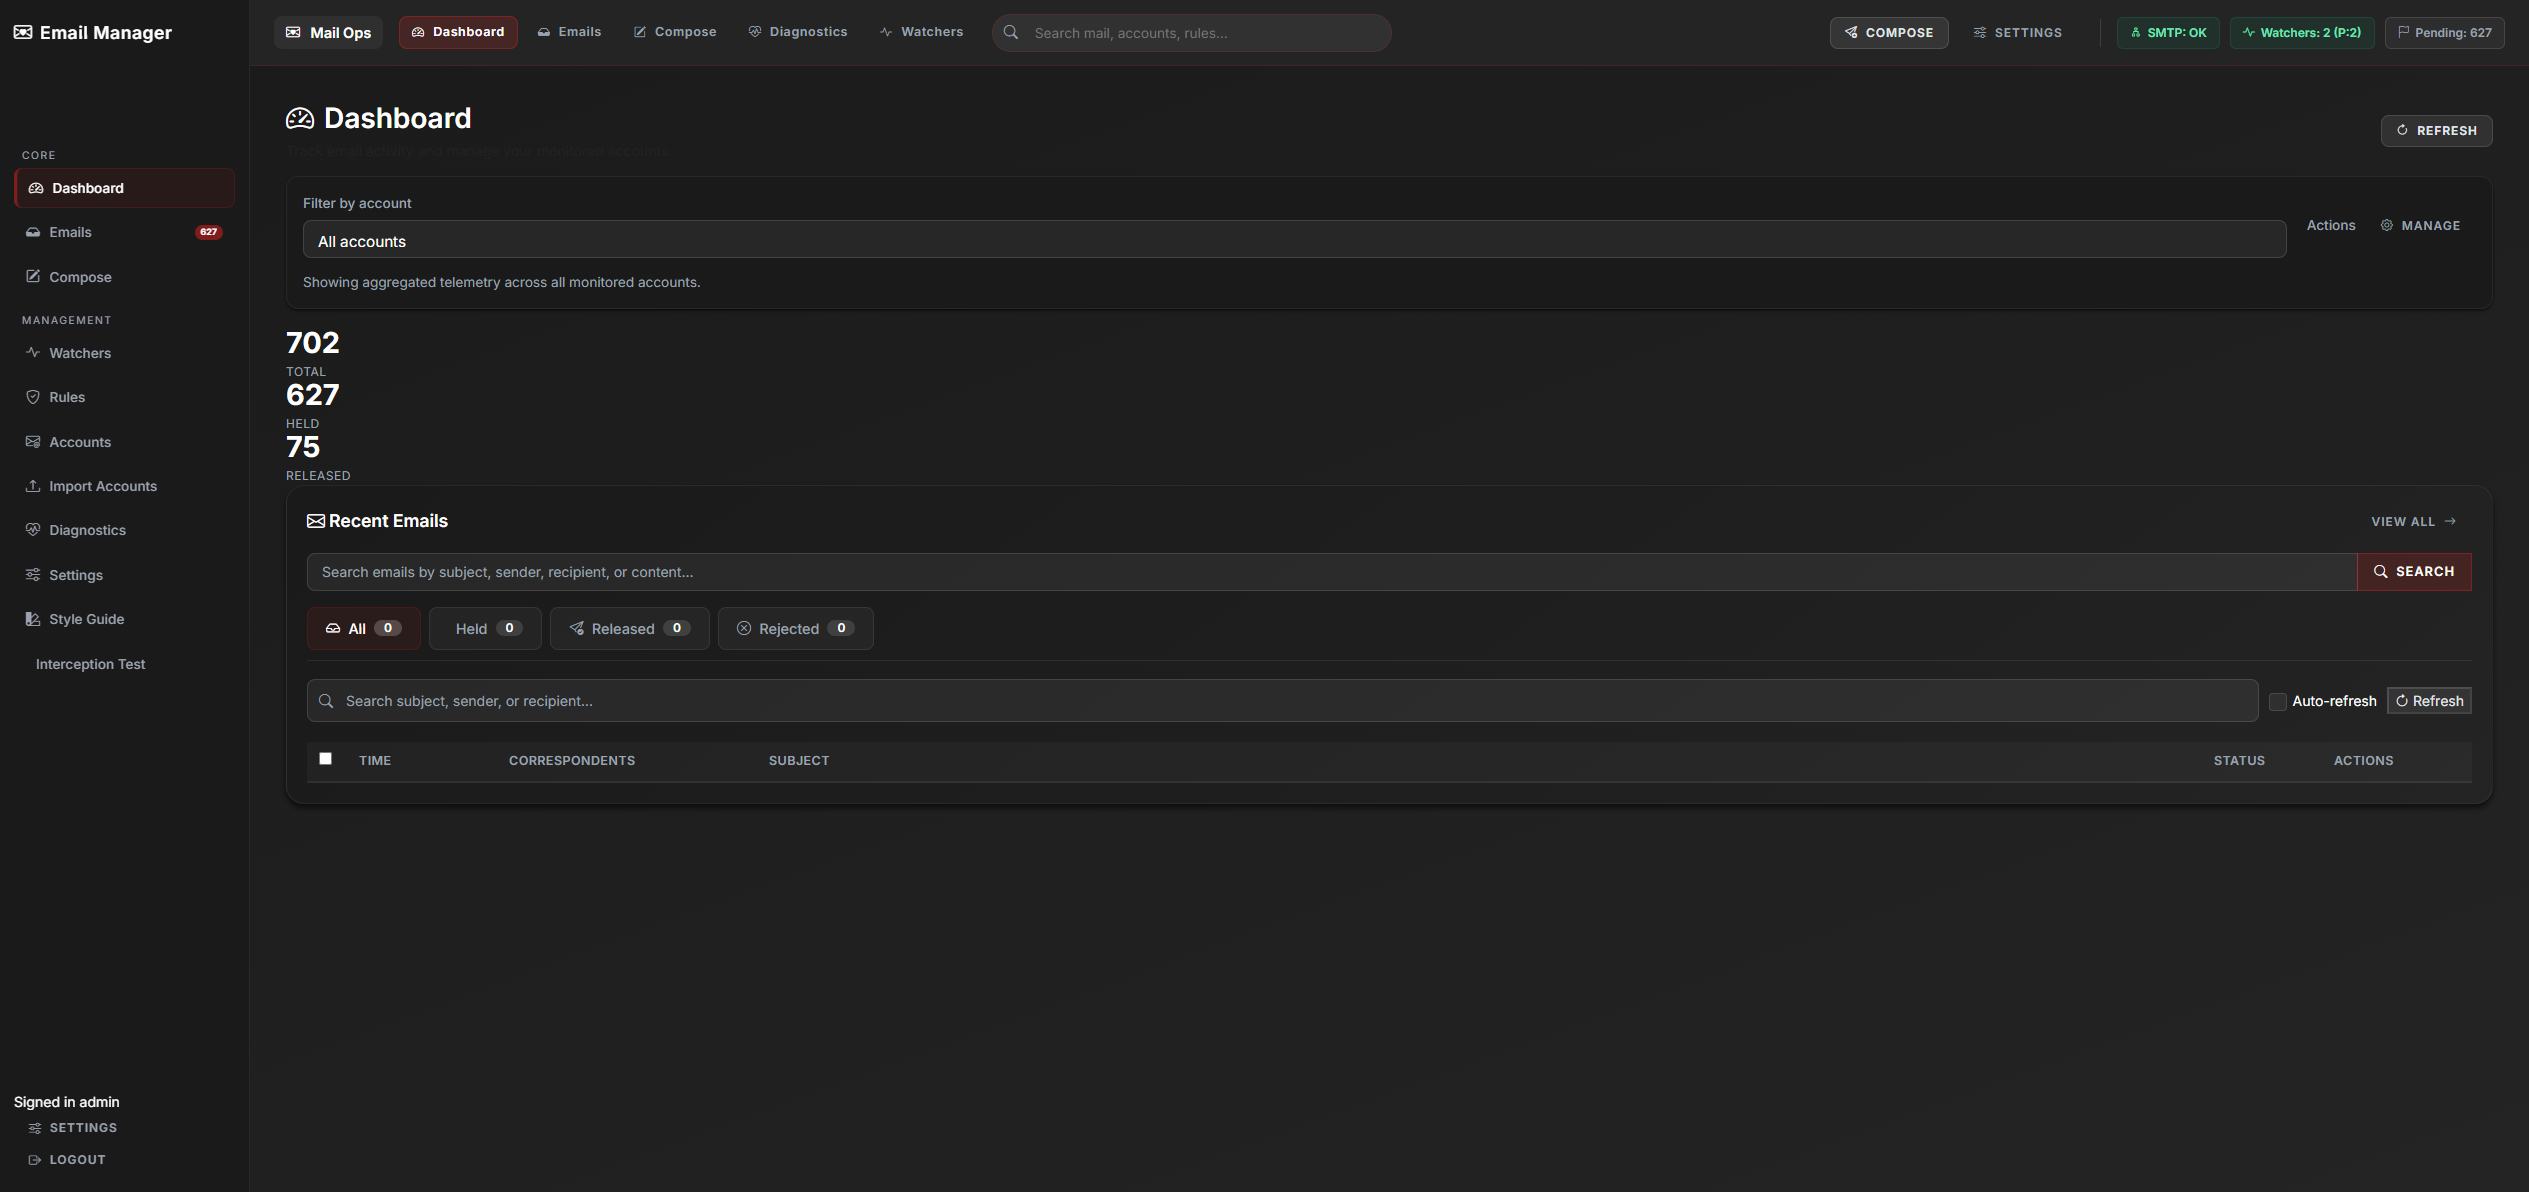 Email Manager
Mail Ops
Dashboard
Emails
Compose
Diagnostics
Watchers
Search mail, accounts, rules...
COMPOSE
SETTINGS
SMTP: OK
Watchers: 2 (P:2)
Pending: 627
CORE
Dashboard
Emails 627
Compose
MANAGEMENT
Watchers
Rules
Accounts
Import Accounts
Diagnostics
Settings
Style Guide
Interception Test
Signed in admin
SETTINGS
LOGOUT
Dashboard
Track email activity and manage your monitored accounts.
REFRESH
Filter by account
All accounts
Actions
MANAGE
Showing aggregated telemetry across all monitored accounts.
702
TOTAL
627
HELD
75
RELEASED
Recent Emails
VIEW ALL →
Search emails by subject, sender, recipient, or content...
SEARCH
All 0
Held 0
Released 0
Rejected 0
Search subject, sender, or recipient...
Auto-refresh
Refresh
TIME
CORRESPONDENTS
SUBJECT
STATUS
ACTIONS